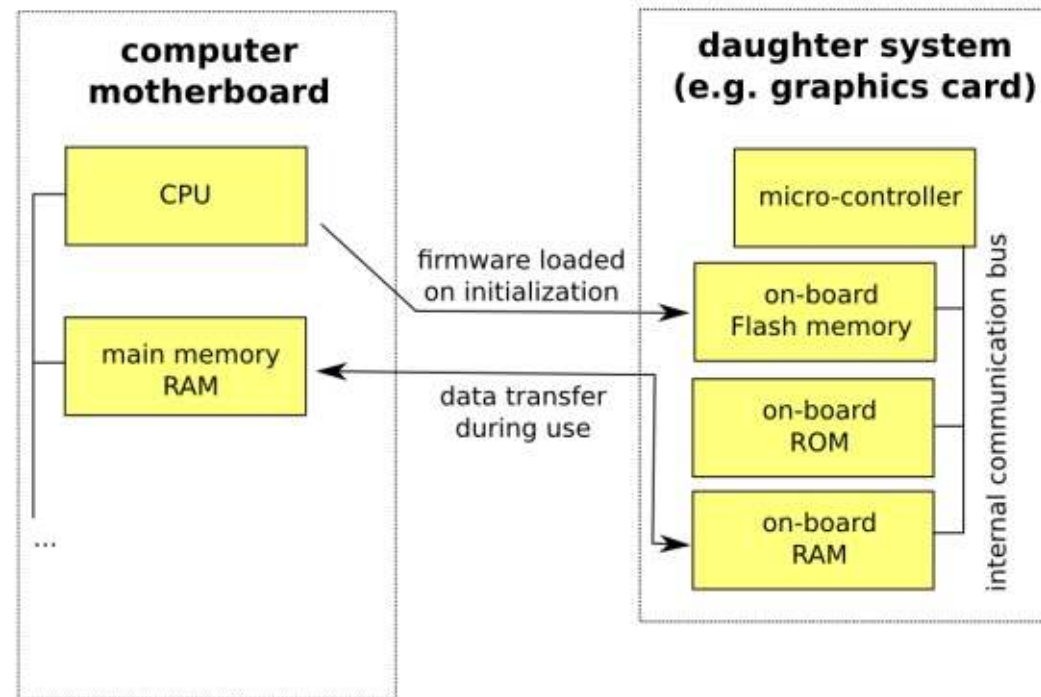 computer
motherboard
CPU
main memory
RAM
...
firmware loaded
on initialization
data transfer
during use
daughter system
(e.g. graphics card)
micro-controller
on-board
Flash memory
on-board
ROM
on-board
RAM
internal communication bus